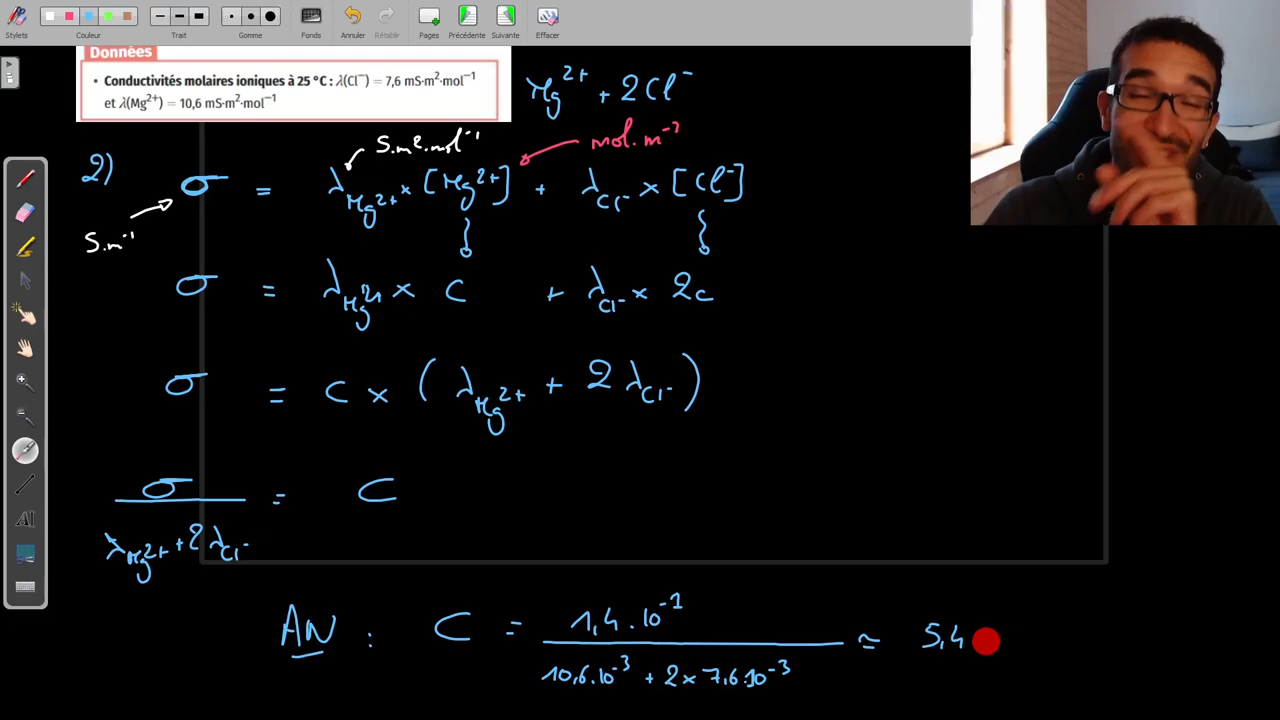 Stylets Couleur Trait Gomme Fonds Annuler Rétablir Pages Précédente Suivante Effacer
Données
• Conductivités molaires ioniques à 25 °C : λ(Cl⁻) = 7,6 mS·m²·mol⁻¹
et λ(Mg²⁺) = 10,6 mS·m²·mol⁻¹
Mg²⁺ + 2Cl⁻
S.m².mol⁻¹
mol.m⁻³
2) σ = λMg²⁺ × [Mg²⁺] + λCl⁻ × [Cl⁻]
S.m⁻¹
σ = λMg²⁺ × C + λCl⁻ × 2C
σ = C × (λMg²⁺ + 2 λCl⁻)
σ / (λMg²⁺ + 2 λCl⁻) = C
AN : C = 1,4 . 10⁻¹ / (10,6.10⁻³ + 2 × 7,6.10⁻³) ≃ 5,4